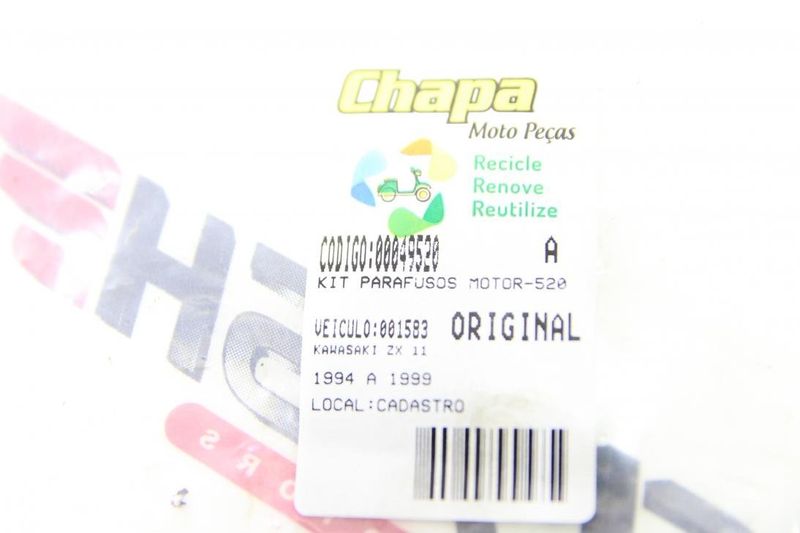 Chapa
Moto Peças
Recicle
Renove
Reutilize
CODIGO:00049520 A
KIT PARAFUSOS MOTOR-520
VEICULO:001583 ORIGINAL
KAWASAKI ZX 11
1994 A 1999
LOCAL:CADASTRO
ORS